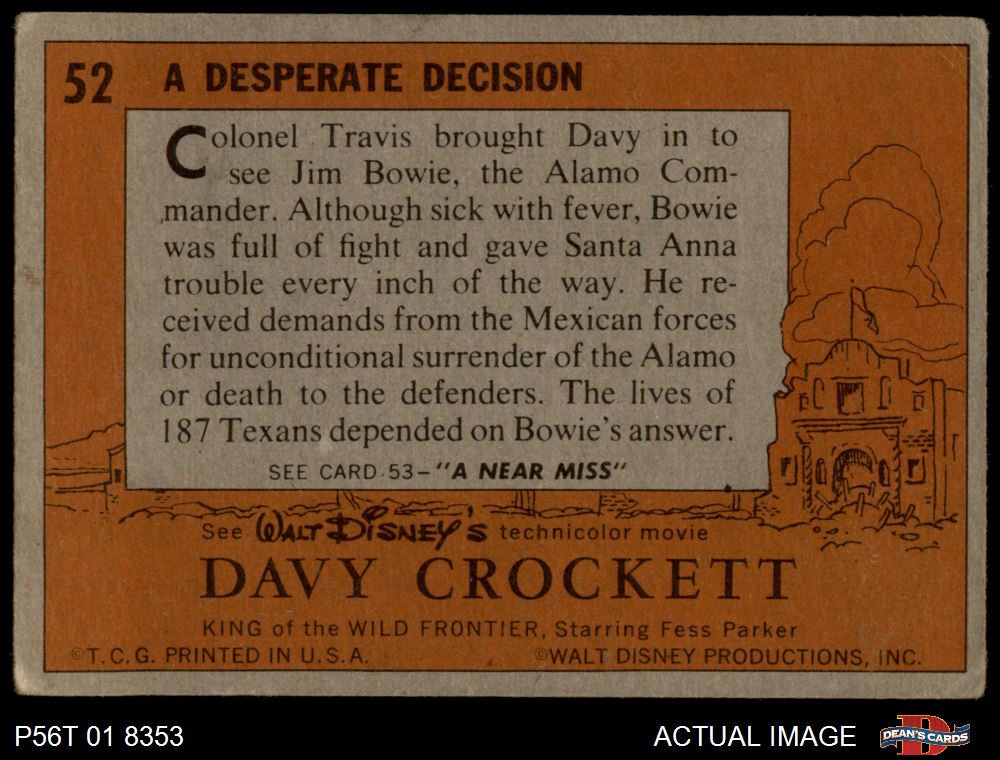 52 A DESPERATE DECISION
Colonel Travis brought Davy in to
see Jim Bowie, the Alamo Com-
mander. Although sick with fever, Bowie
was full of fight and gave Santa Anna
trouble every inch of the way. He re-
ceived demands from the Mexican forces
for unconditional surrender of the Alamo
or death to the defenders. The lives of
187 Texans depended on Bowie's answer.
SEE CARD 53—"A NEAR MISS"
See WALT DISNEY'S technicolor movie
DAVY CROCKETT
KING of the WILD FRONTIER, Starring Fess Parker
©T.C.G. PRINTED IN U.S.A. ©WALT DISNEY PRODUCTIONS, INC.
P56T 01 8353 ACTUAL IMAGE D DEAN'S CARDS